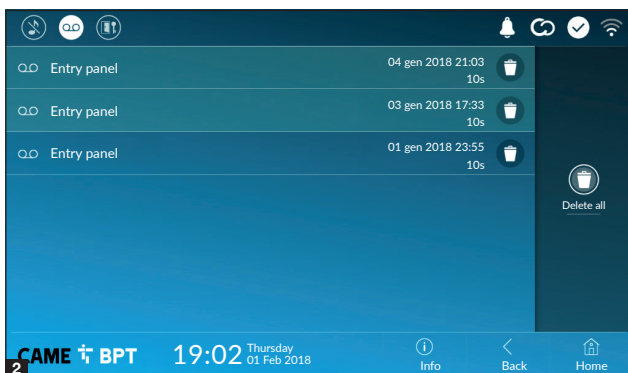 Entry panel
04 gen 2018 21:03
10s
Entry panel
03 gen 2018 17:33
10s
Entry panel
01 gen 2018 23:55
10s
Delete all
CAME BPT
19:02
Thursday
01 Feb 2018
Info
Back
Home
2